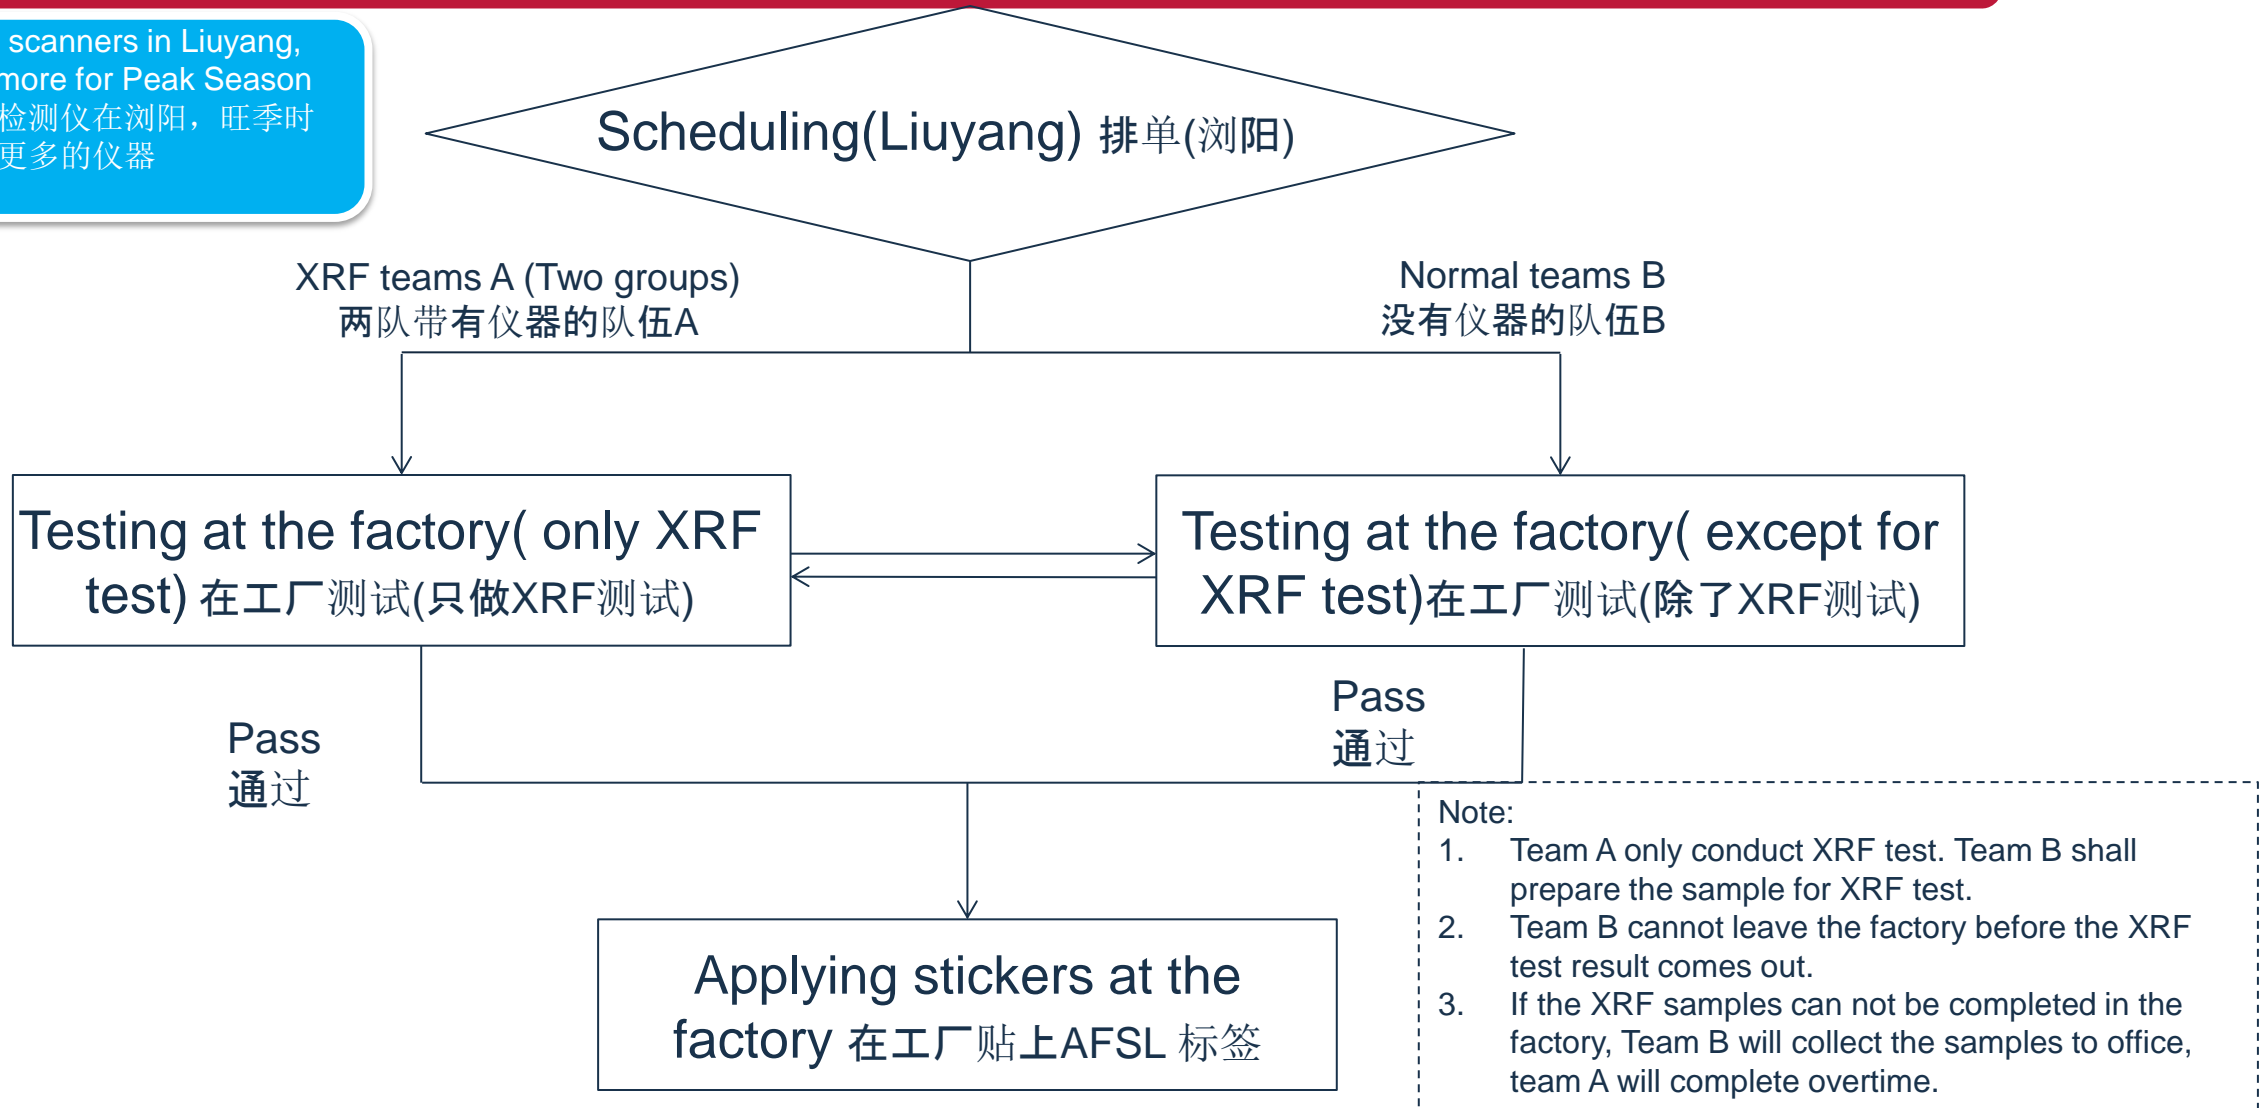 scanners in Liuyang,
more for Peak Season
检测仪在浏阳，旺季时
更多的仪器
Scheduling(Liuyang) 排单(浏阳)
XRF teams A (Two groups)
两队带有仪器的队伍A
Normal teams B
没有仪器的队伍B
Testing at the factory( only XRF
test) 在工厂测试(只做XRF测试)
Testing at the factory( except for
XRF test)在工厂测试(除了XRF测试)
Pass
通过
Pass
通过
Applying stickers at the
factory 在工厂贴上AFSL 标签
Note:
1. Team A only conduct XRF test. Team B shall
prepare the sample for XRF test.
2. Team B cannot leave the factory before the XRF
test result comes out.
3. If the XRF samples can not be completed in the
factory, Team B will collect the samples to office,
team A will complete overtime.